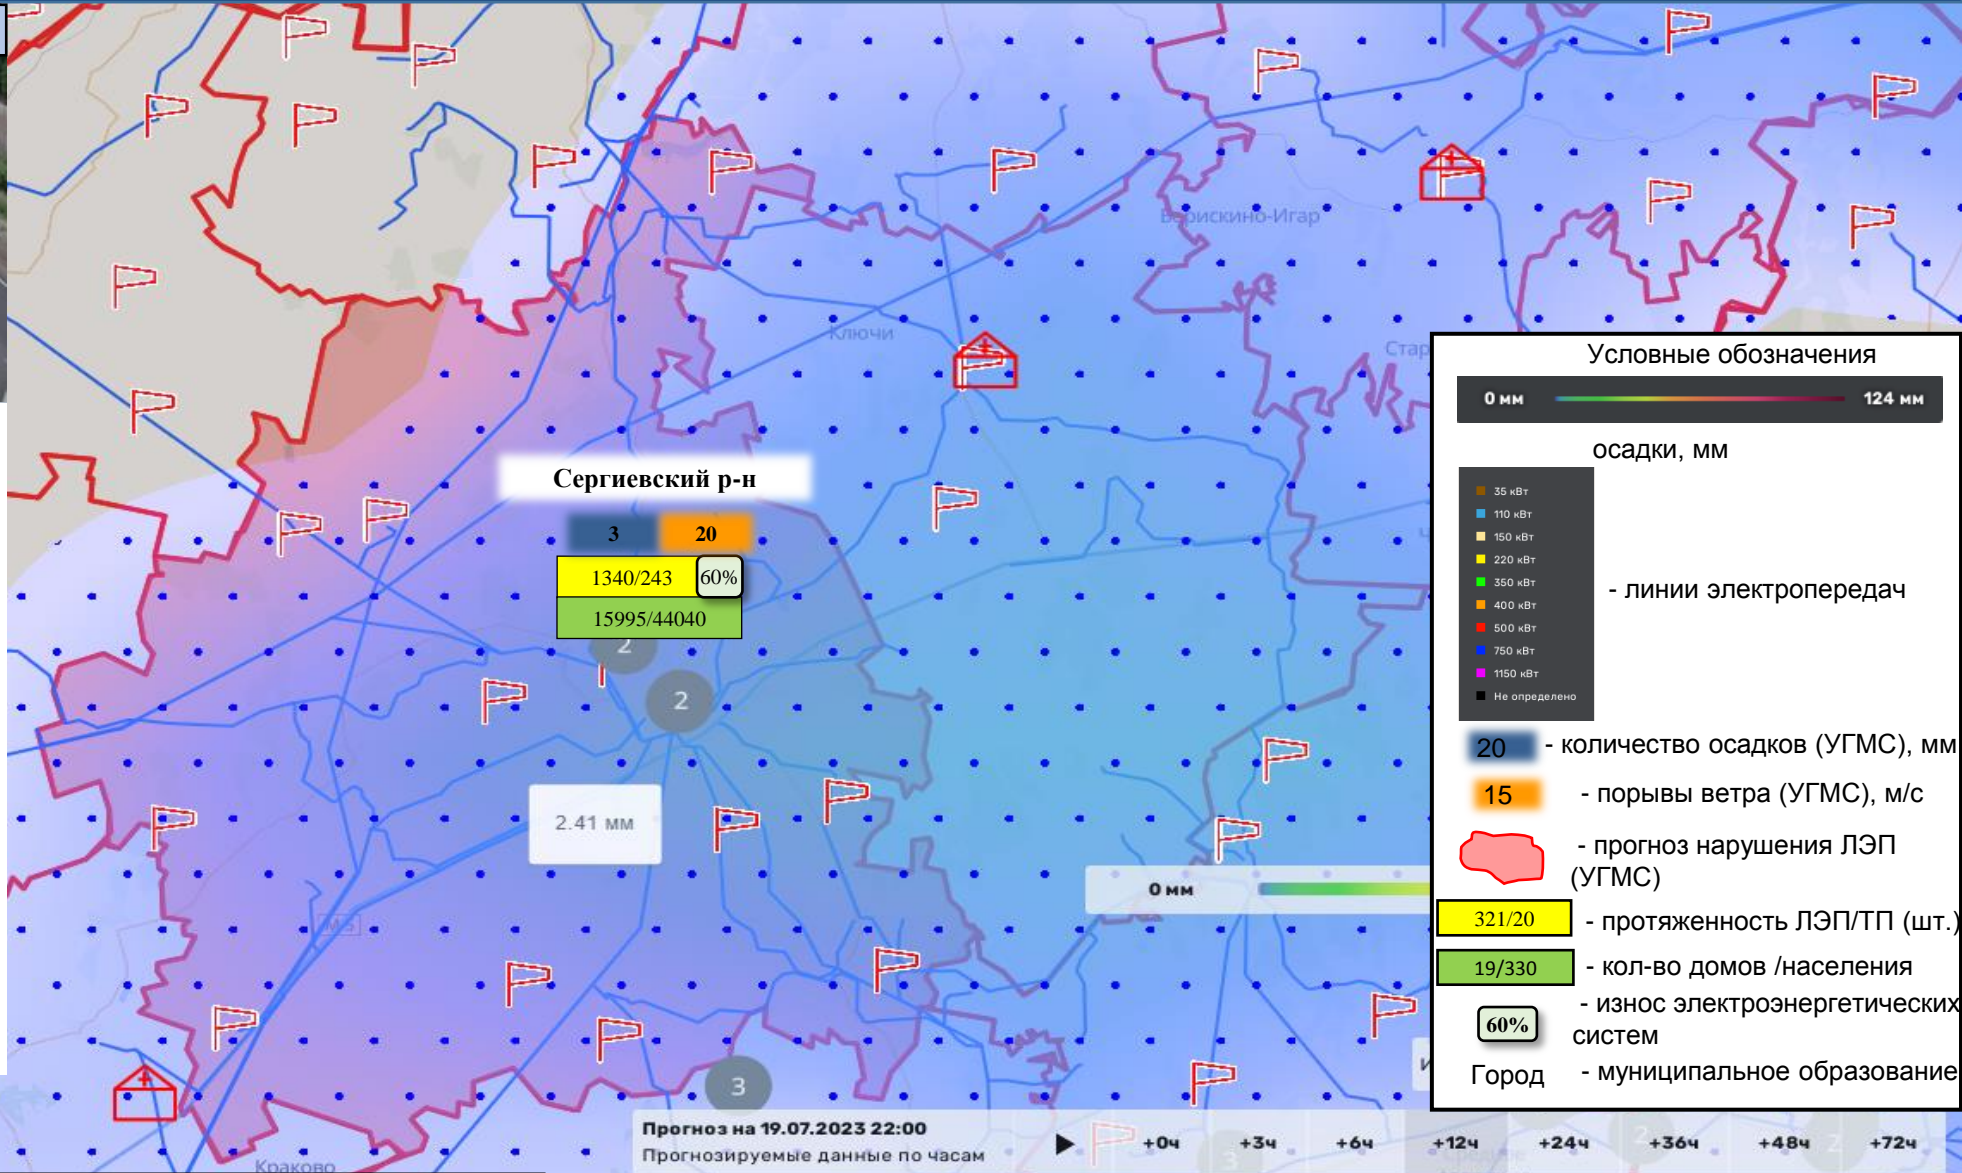 Берискино-Игар
Ключи
Стар
Сергиевский р-н
3
20
1340/243
60%
15995/44040
2
2
2.41 мм
0 мм
М5
3
Краково
Прогноз на 19.07.2023 22:00
Прогнозируемые данные по часам
+0ч
+3ч
+6ч
+12ч
+24ч
+36ч
+48ч
+72ч
Условные обозначения
0 мм
124 мм
осадки, мм
35 кВт
110 кВт
150 кВт
220 кВт
350 кВт
400 кВт
500 кВт
750 кВт
1150 кВт
Не определено
- линии электропередач
20 - количество осадков (УГМС), мм
15 - порывы ветра (УГМС), м/с
- прогноз нарушения ЛЭП
(УГМС)
321/20 - протяженность ЛЭП/ТП (шт.)
19/330 - кол-во домов /населения
- износ электроэнергетических
60% систем
Город - муниципальное образование